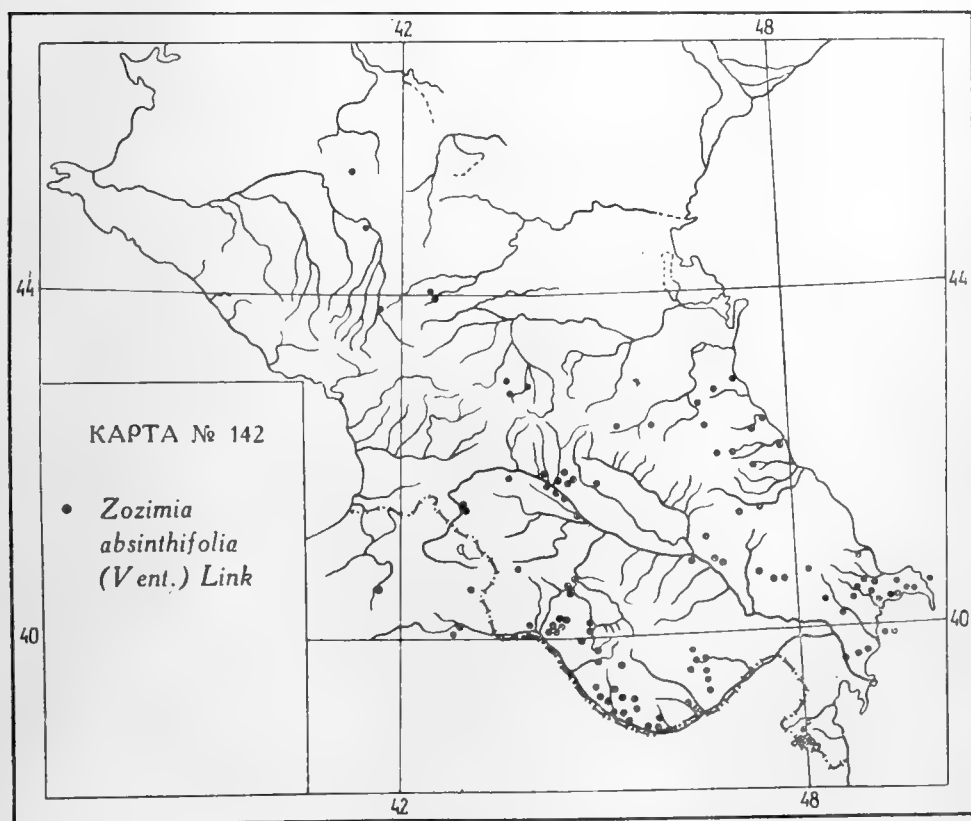 42 48
44 44
КАРТА № 142
Zozimia
absinthifolia
(Vent.) Link
40 40
42 48